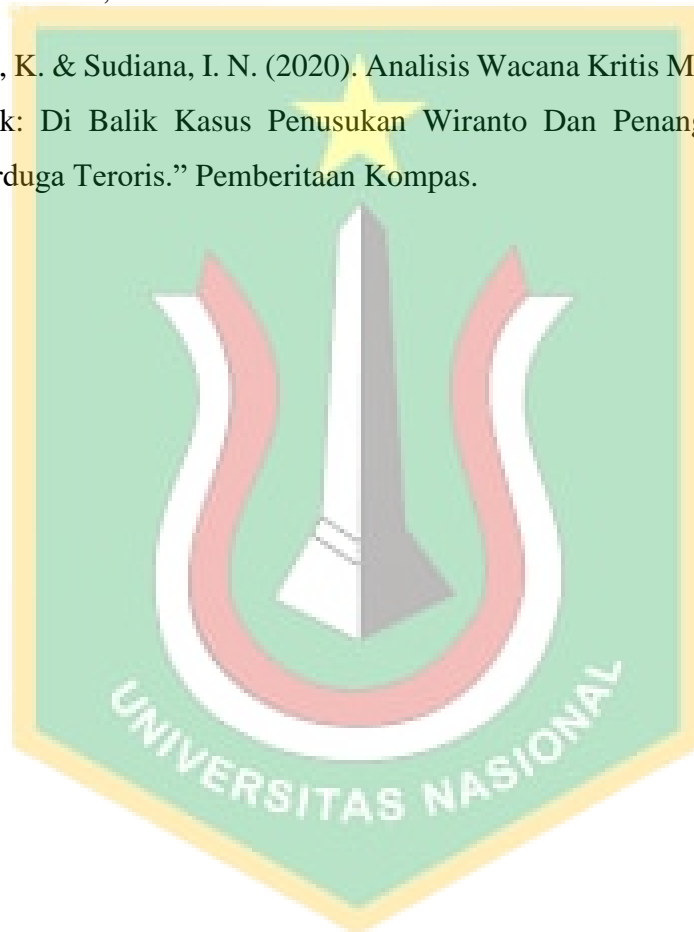 , K. & Sudiana, I. N. (2020). Analisis Wacana Kritis M
k: Di Balik Kasus Penusukan Wiranto Dan Penang
rduga Teroris.” Pemberitaan Kompas.
UNIVERSITAS NASIONAL